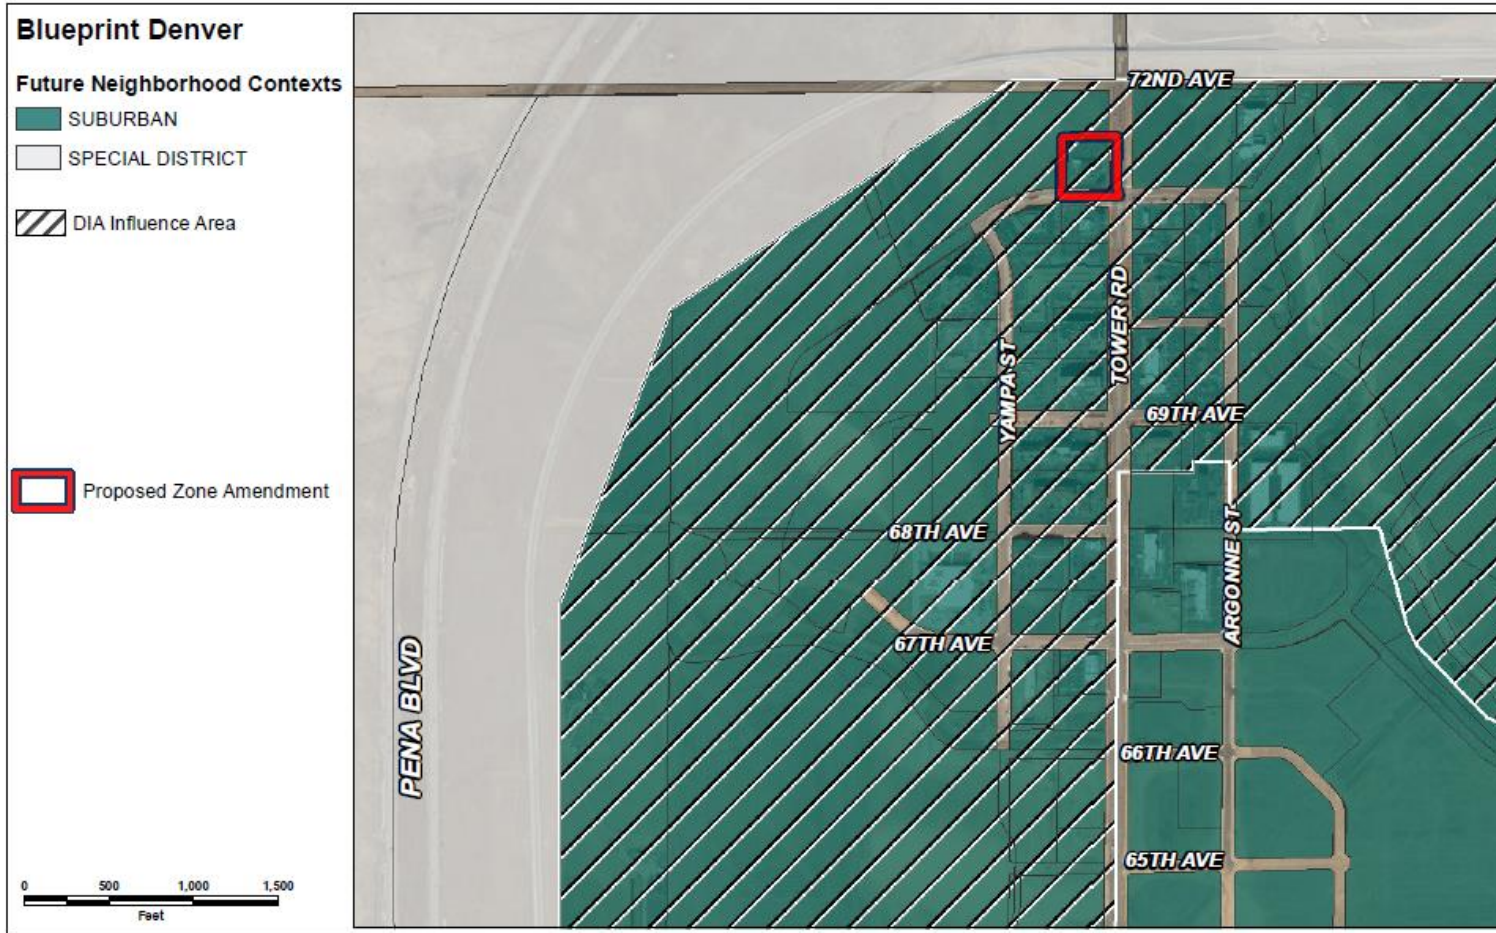 Blueprint Denver
Future Neighborhood Contexts
SUBURBAN
SPECIAL DISTRICT
DIA Influence Area
Proposed Zone Amendment
0 500 1,000 1,500
Feet
72ND AVE
TOWER RD
YAMPA ST
69TH AVE
68TH AVE
ARGONNE ST
67TH AVE
PENA BLVD
66TH AVE
65TH AVE